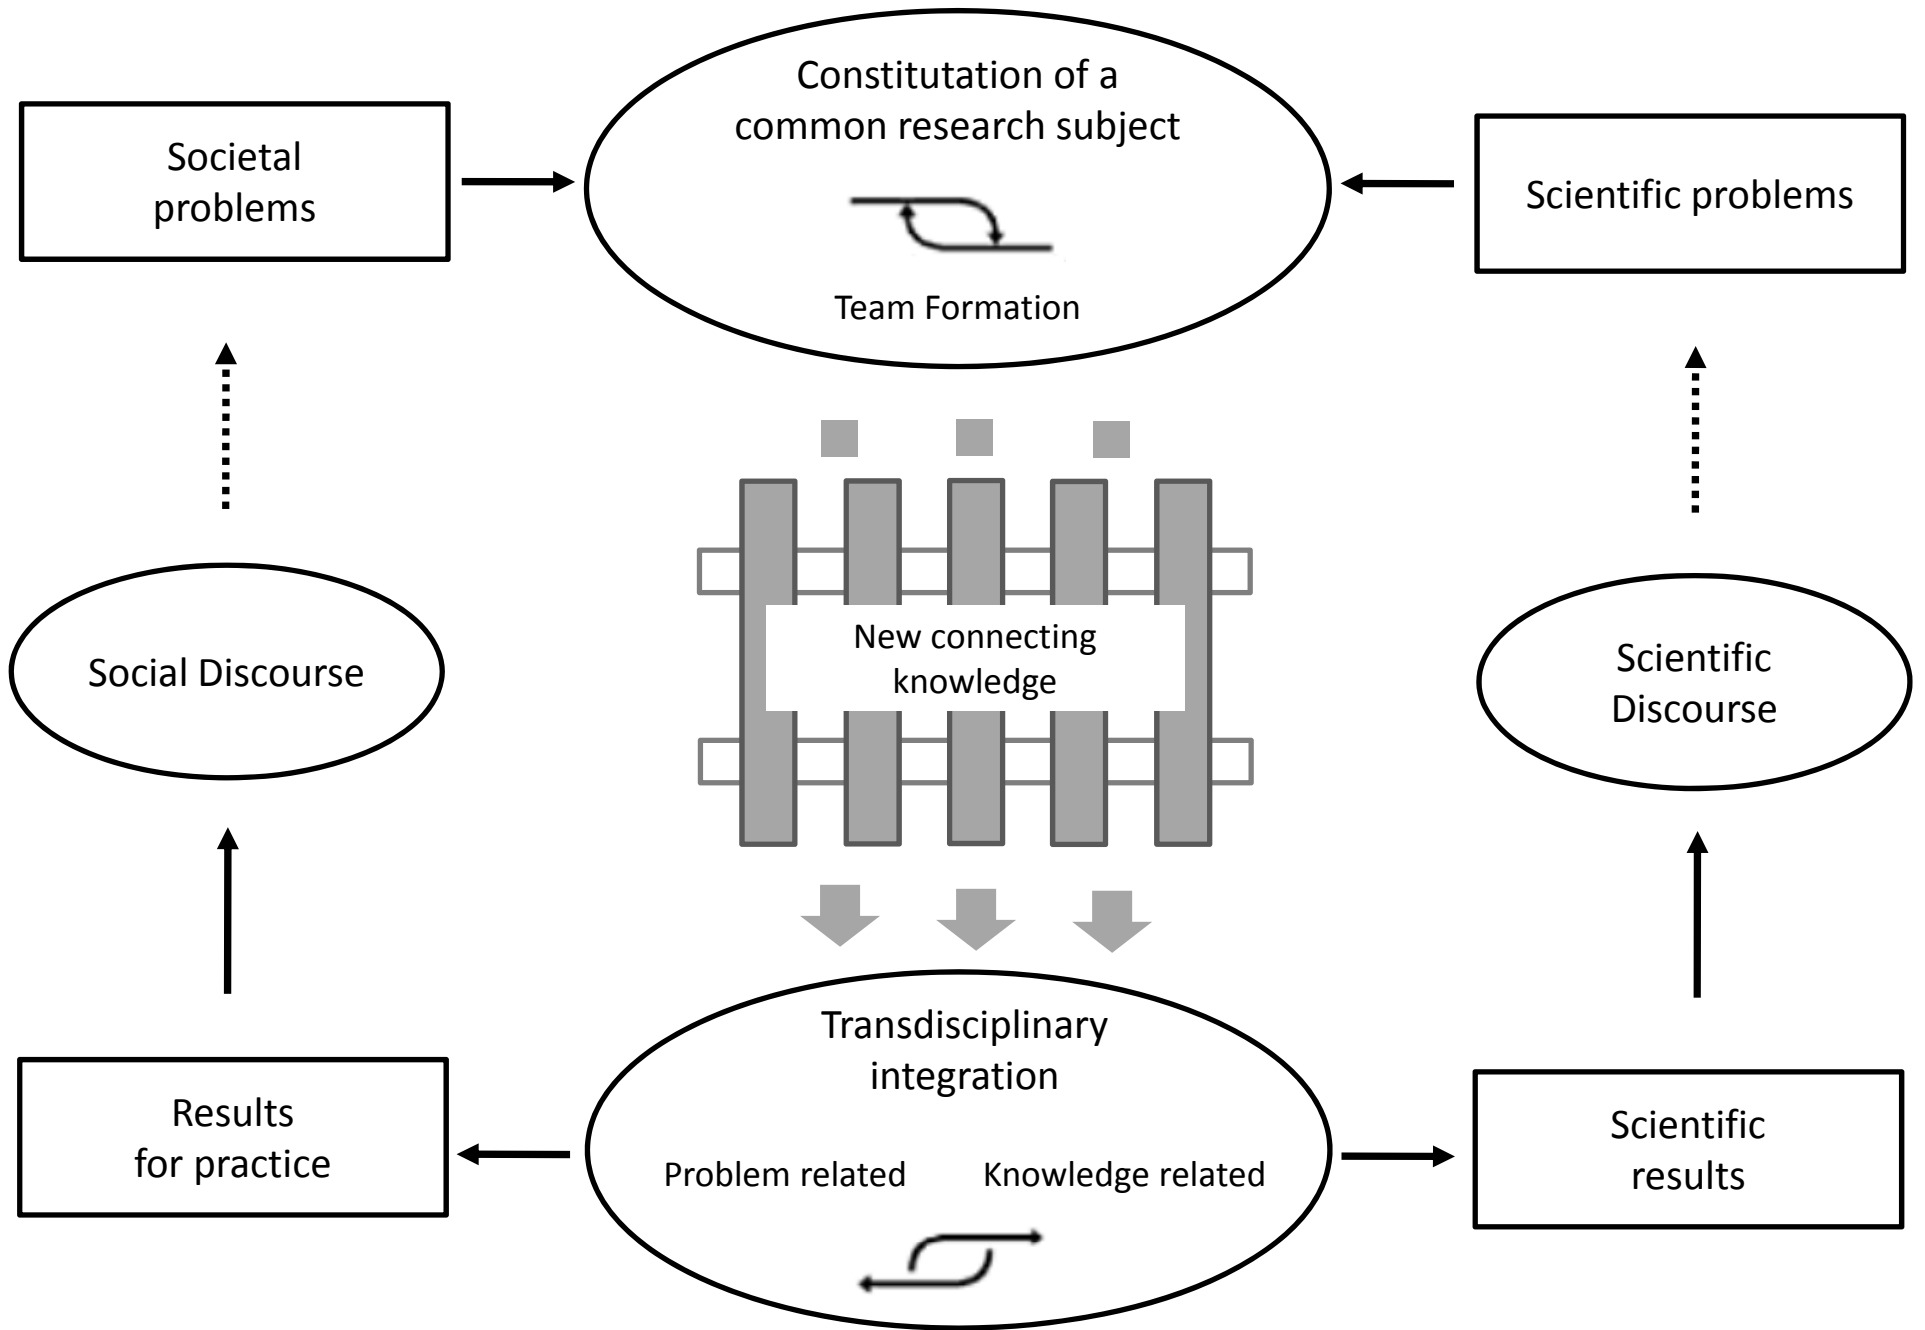 Constitutation of a
common research subject
Team Formation
Societal
problems
Scientific problems
Social Discourse
New connecting
knowledge
Scientific
Discourse
Transdisciplinary
integration
Problem related
Knowledge related
Results
for practice
Scientific
results